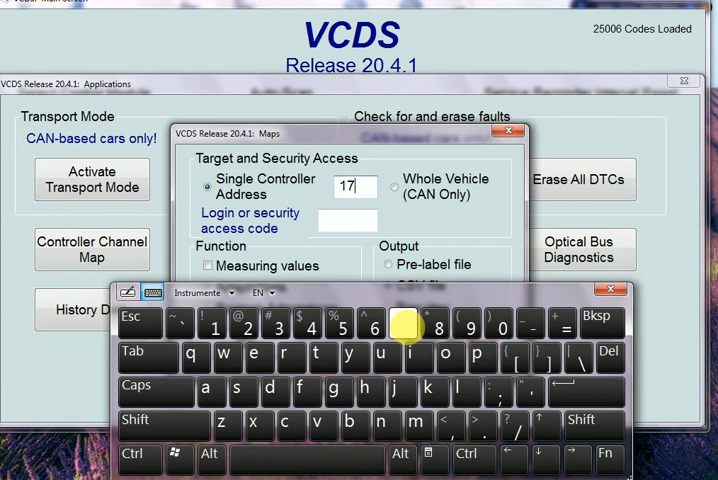 VCDS
Release 20.4.1
25006 Codes Loaded
VCDS Release 20.4.1: Applications
Transport Mode
CAN-based cars only!
Activate
Transport Mode
Controller Channel
Map
History D
Check for and erase faults
Erase All DTCs
Optical Bus
Diagnostics
VCDS Release 20.4.1: Maps
Target and Security Access
Single Controller
Address
17
Whole Vehicle
(CAN Only)
Login or security
access code
Function
Measuring values
Output
Pre-label file
Instrumente EN
Esc ~ ` ! 1 @ 2 # 3 $ 4 % 5 ^ 6 * 8 ( 9 ) 0 _ - + = Bksp
Tab q w e r t y u i o p { [ } ] | \ Del
Caps a s d f g h j k l : ; " '
Shift z x c v b n m < , > . ? / ↑ Shift
Ctrl Alt Alt Ctrl ← ↓ → Fn